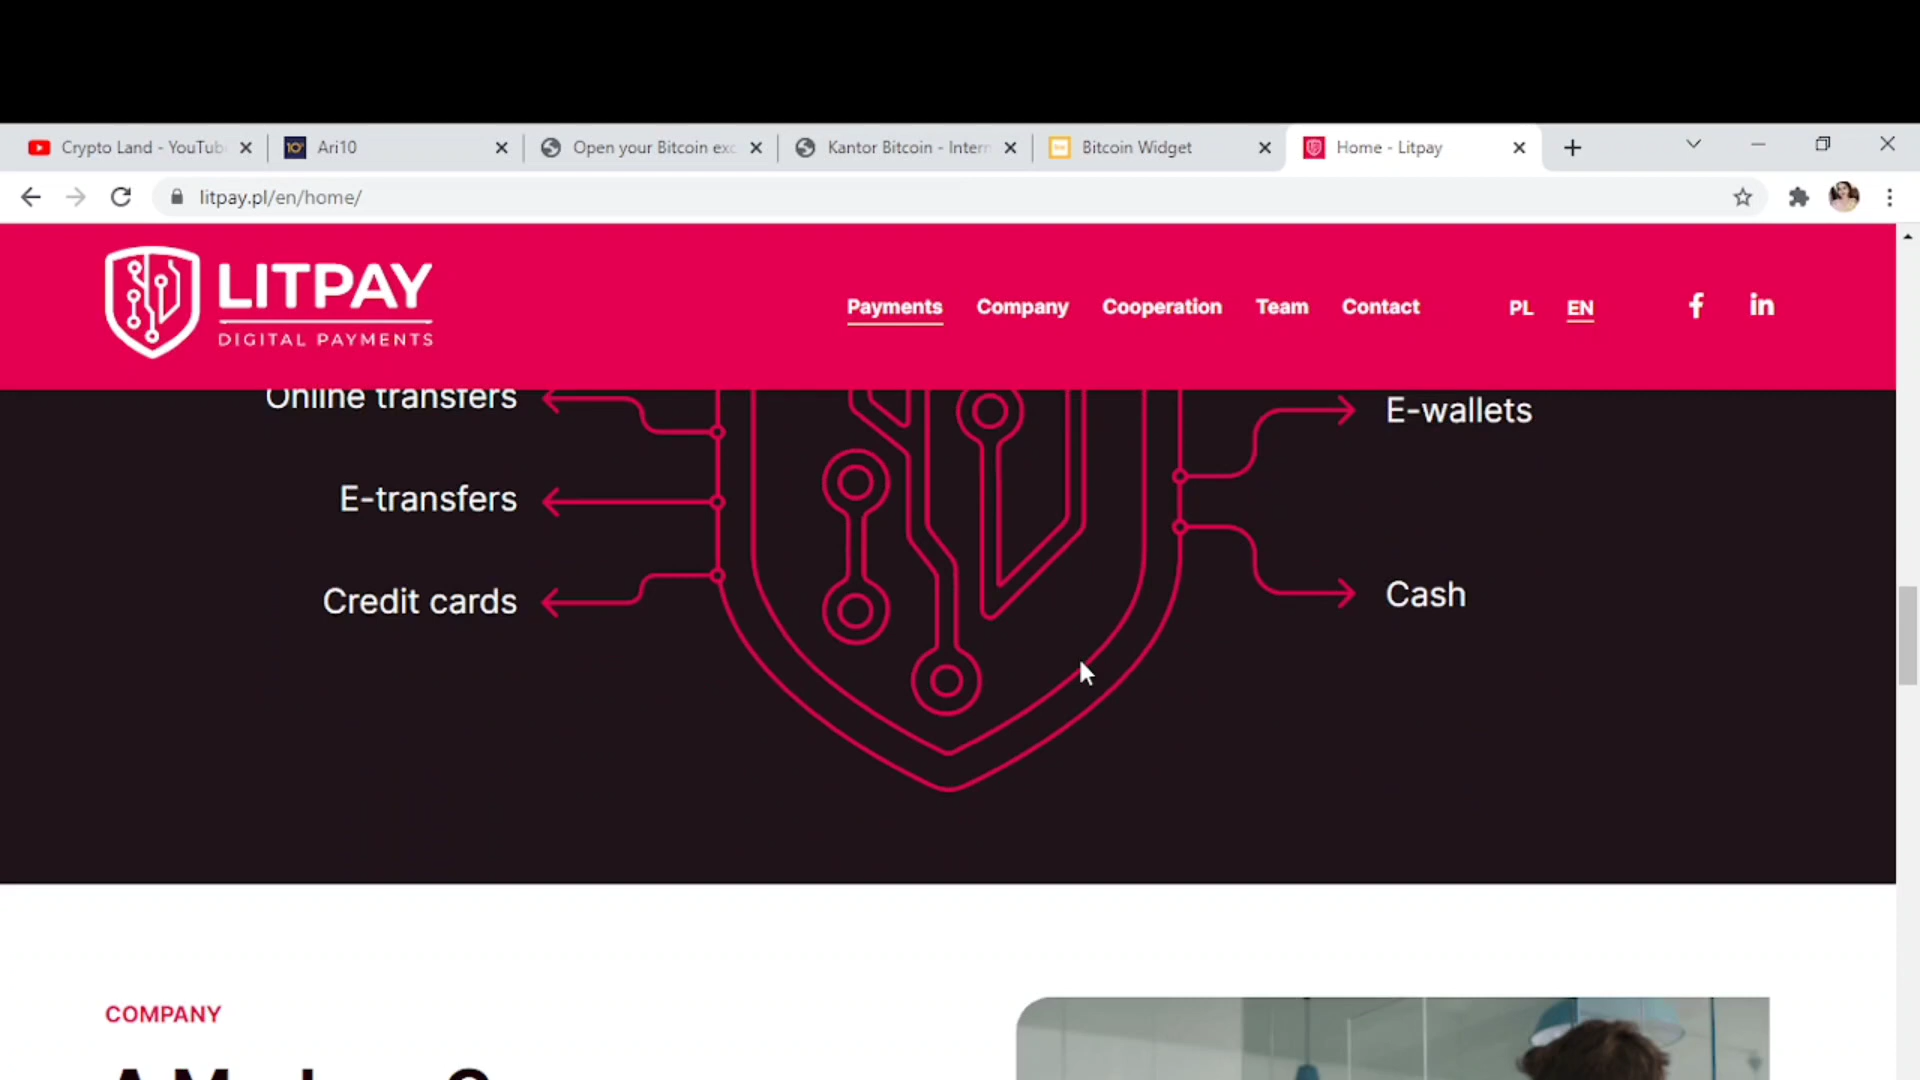 Crypto Land - YouTube
Ari10
Open your Bitcoin exc
Kantor Bitcoin - Intern
Bitcoin Widget
Home - Litpay
litpay.pl/en/home/
LITPAY
DIGITAL PAYMENTS
Payments
Company
Cooperation
Team
Contact
PL
EN
Online transfers
E-wallets
E-transfers
Credit cards
Cash
COMPANY